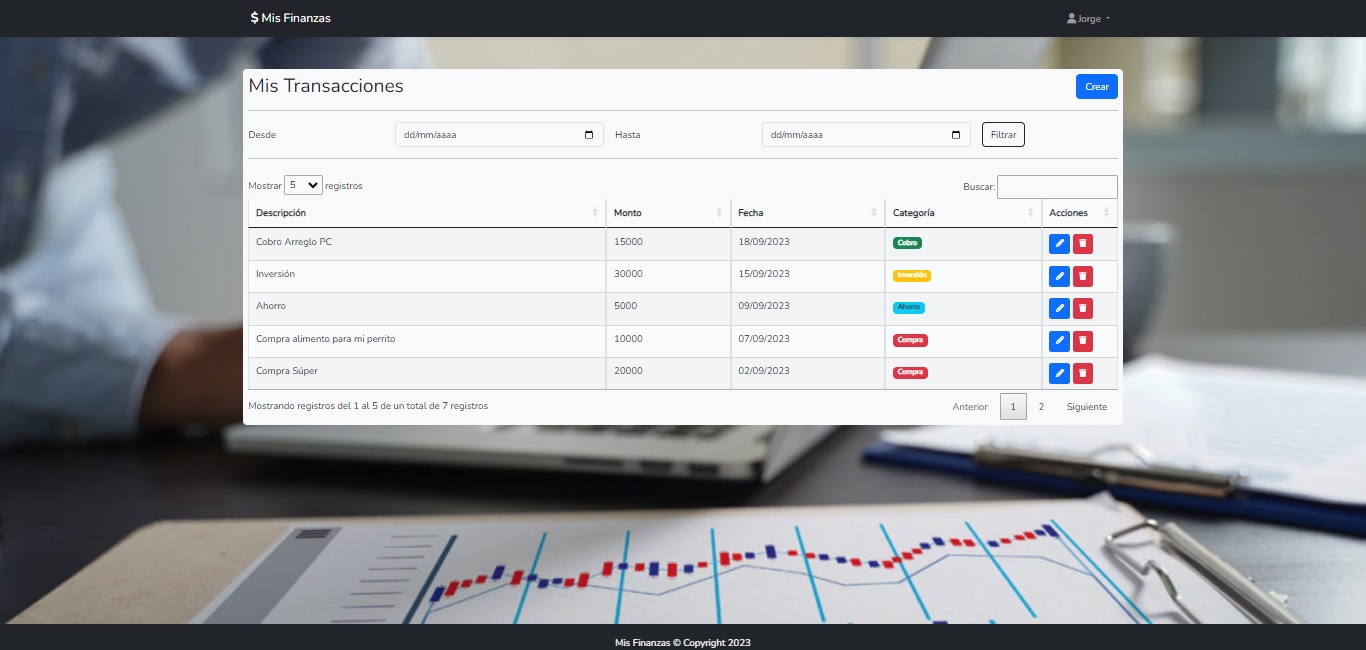 $ Mis Finanzas
Jorge
Mis Transacciones
Crear
Desde dd/mm/aaaa Hasta dd/mm/aaaa Filtrar
Mostrar 5 registros
Buscar:
Descripción Monto Fecha Categoría Acciones
Cobro Arreglo PC 15000 18/09/2023 Cobro
Inversión 30000 15/09/2023 Inversión
Ahorro 5000 09/09/2023 Ahorro
Compra alimento para mi perrito 10000 07/09/2023 Compra
Compra Súper 20000 02/09/2023 Compra
Mostrando registros del 1 al 5 de un total de 7 registros
Anterior 1 2 Siguiente
Mis Finanzas © Copyright 2023